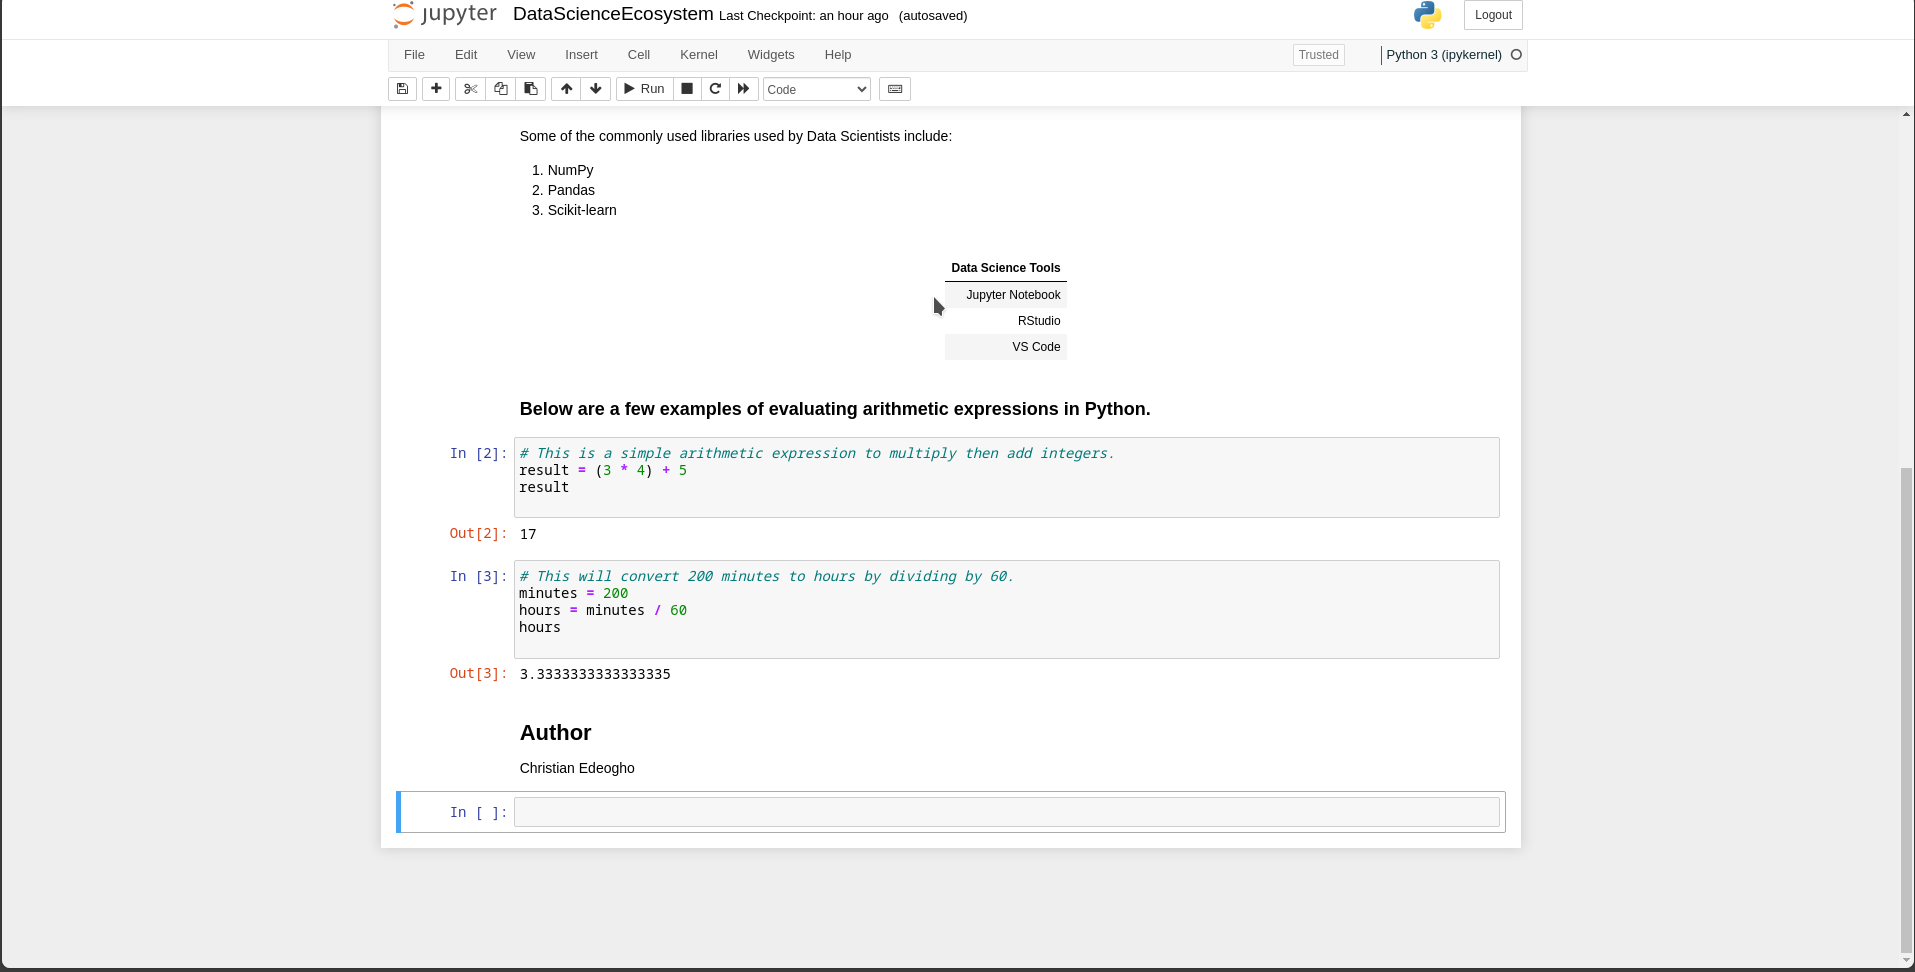 jupyter DataScienceEcosystem Last Checkpoint: an hour ago (autosaved) Logout
File Edit View Insert Cell Kernel Widgets Help Trusted Python 3 (ipykernel)
Run Code
Some of the commonly used libraries used by Data Scientists include:
1. NumPy
2. Pandas
3. Scikit-learn
Data Science Tools
Jupyter Notebook
RStudio
VS Code
Below are a few examples of evaluating arithmetic expressions in Python.
In [2]: # This is a simple arithmetic expression to multiply then add integers.
result = (3 * 4) + 5
result
Out[2]: 17
In [3]: # This will convert 200 minutes to hours by dividing by 60.
minutes = 200
hours = minutes / 60
hours
Out[3]: 3.3333333333333335
Author
Christian Edeogho
In [ ]: